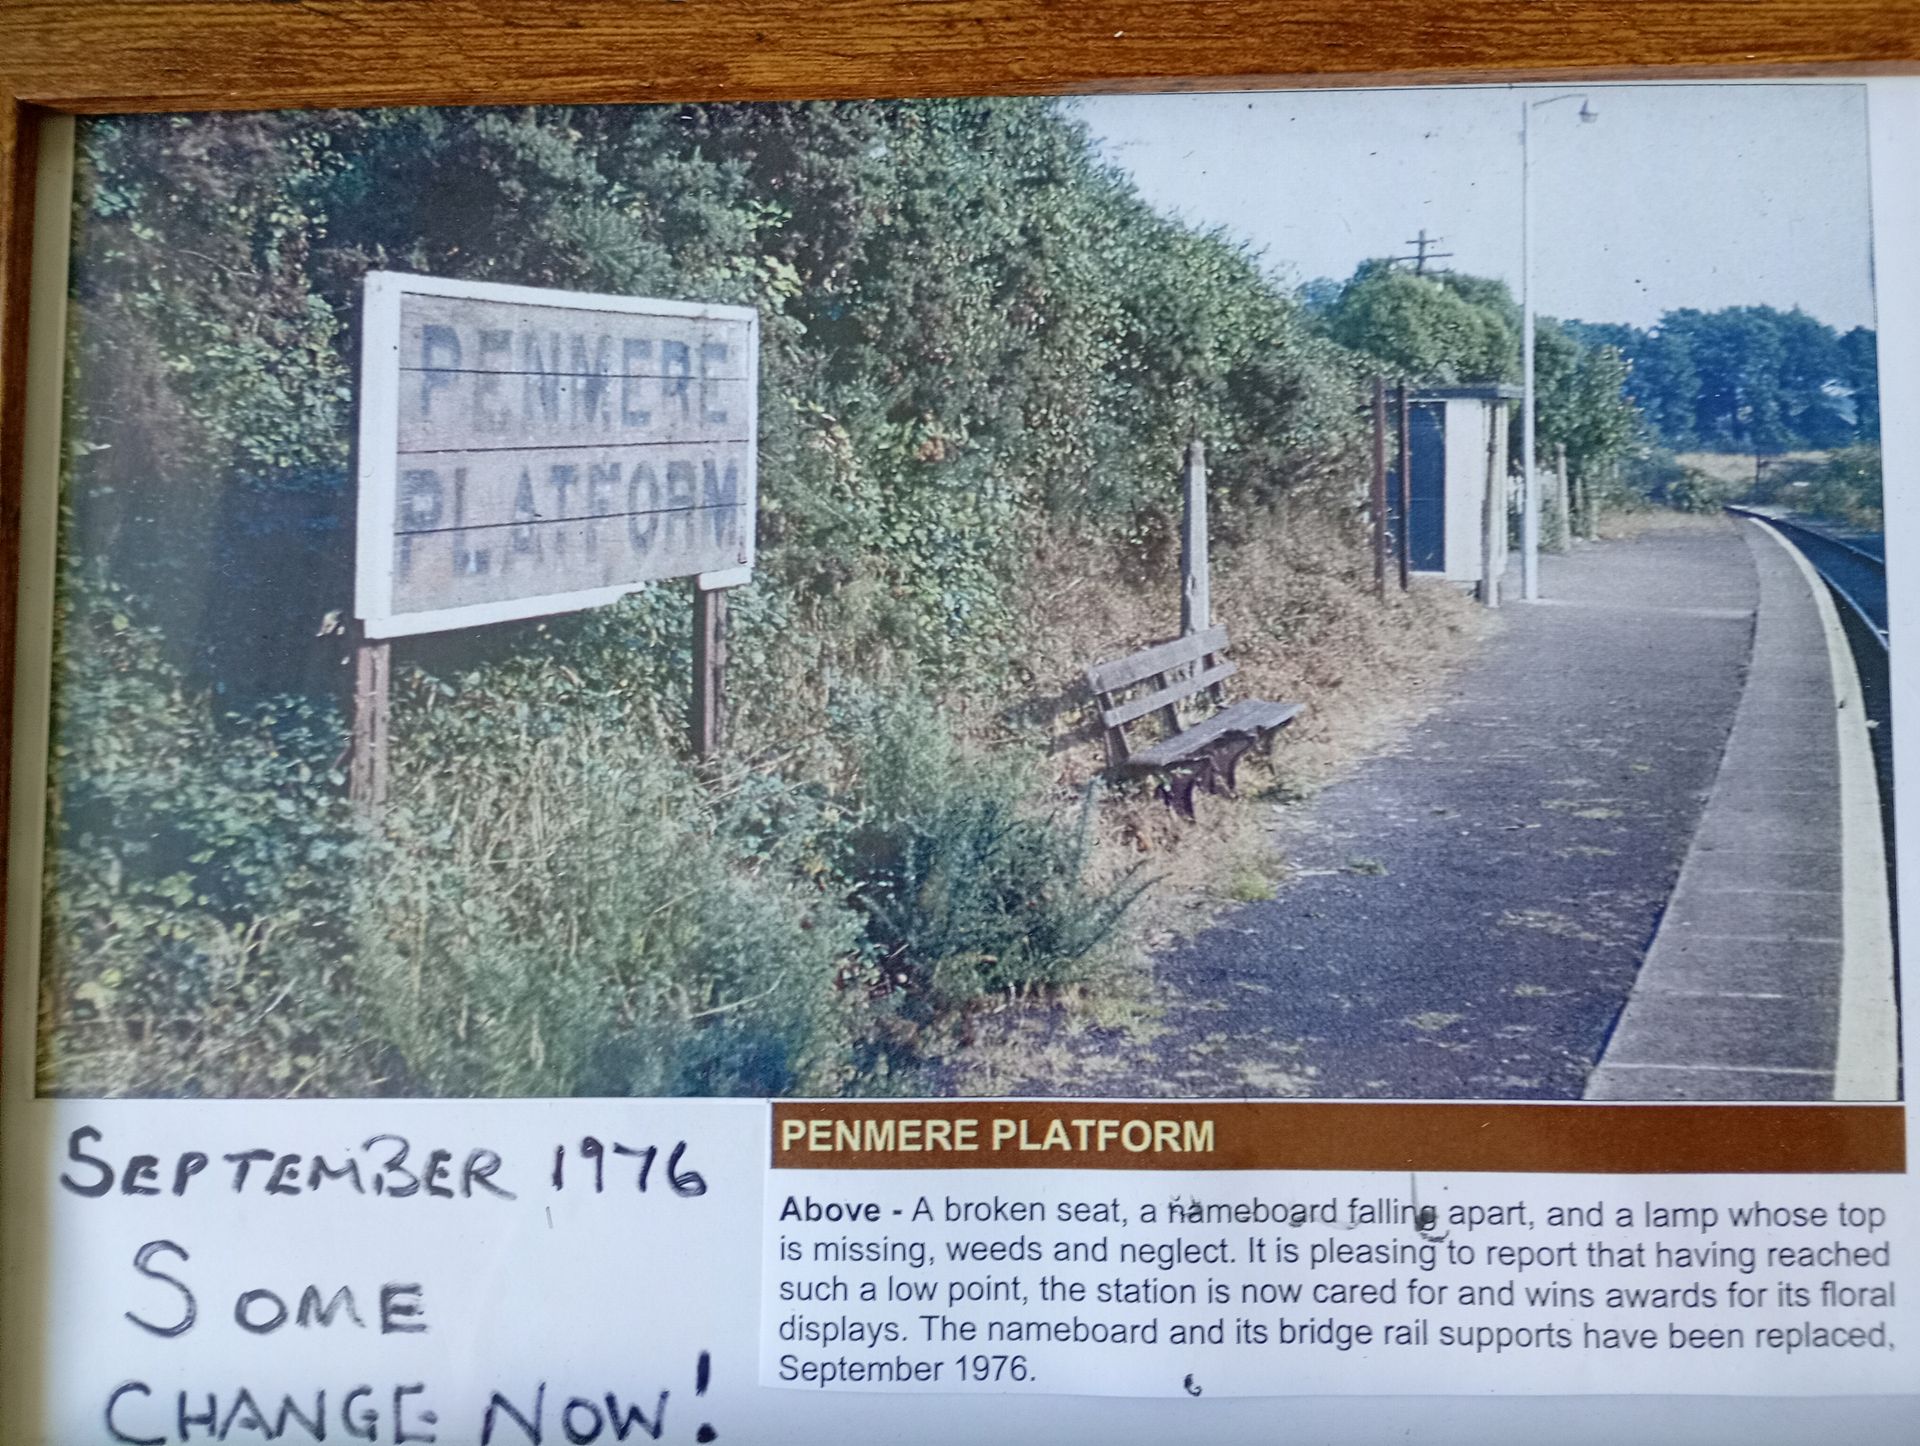 PENMERE
PLATFORM
SEPTEMBER 1976
SOME
CHANGE NOW!
PENMERE PLATFORM
Above - A broken seat, a nameboard falling apart, and a lamp whose top
is missing, weeds and neglect. It is pleasing to report that having reached
such a low point, the station is now cared for and wins awards for its floral
displays. The nameboard and its bridge rail supports have been replaced,
September 1976.